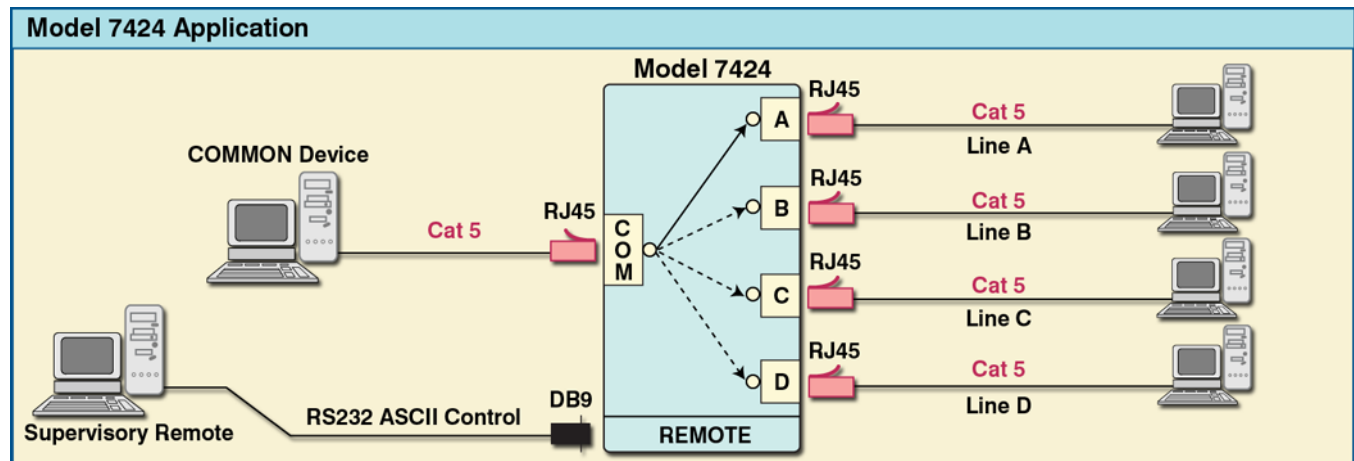 Model 7424 Application
Model 7424
COMMON Device
Cat 5
RJ45
C
O
M
A
RJ45
Cat 5
Line A
B
RJ45
Cat 5
Line B
C
RJ45
Cat 5
Line C
D
RJ45
Cat 5
Line D
Supervisory Remote
RS232 ASCII Control
DB9
REMOTE